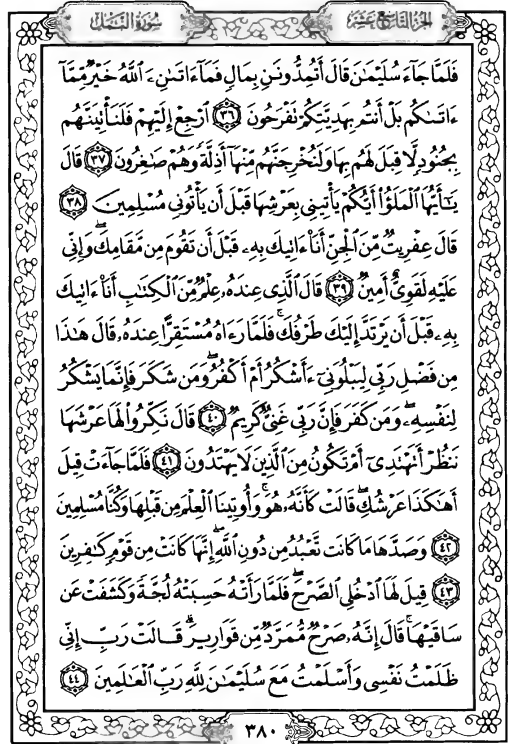 الجزء التاسع عشر
سورة النمل
فَلَمَّا جَآءَ سُلَيْمَـٰنَ قَالَ أَتُمِدُّونَنِ بِمَالٍ فَمَآ ءَاتَىٰنِۦَ ٱللَّهُ خَيْرٌ مِّمَّآ
ءَاتَىٰكُم بَلْ أَنتُم بِهَدِيَّتِكُمْ تَفْرَحُونَ ٣٦ ٱرْجِعْ إِلَيْهِمْ فَلَنَأْتِيَنَّهُم
بِجُنُودٍ لَّا قِبَلَ لَهُم بِهَا وَلَنُخْرِجَنَّهُم مِّنْهَآ أَذِلَّةً وَهُمْ صَـٰغِرُونَ ٣٧ قَالَ
يَـٰٓأَيُّهَا ٱلْمَلَؤُا۟ أَيُّكُمْ يَأْتِينِى بِعَرْشِهَا قَبْلَ أَن يَأْتُونِى مُسْلِمِينَ ٣٨
قَالَ عِفْرِيتٌ مِّنَ ٱلْجِنِّ أَنَا۠ ءَاتِيكَ بِهِۦ قَبْلَ أَن تَقُومَ مِن مَّقَامِكَ ۖ وَإِنِّى
عَلَيْهِ لَقَوِىٌّ أَمِينٌ ٣٩ قَالَ ٱلَّذِى عِندَهُۥ عِلْمٌ مِّنَ ٱلْكِتَـٰبِ أَنَا۠ ءَاتِيكَ
بِهِۦ قَبْلَ أَن يَرْتَدَّ إِلَيْكَ طَرْفُكَ ۚ فَلَمَّا رَءَاهُ مُسْتَقِرًّا عِندَهُۥ قَالَ هَـٰذَا
مِن فَضْلِ رَبِّى لِيَبْلُوَنِىٓ ءَأَشْكُرُ أَمْ أَكْفُرُ ۖ وَمَن شَكَرَ فَإِنَّمَا يَشْكُرُ
لِنَفْسِهِۦ ۖ وَمَن كَفَرَ فَإِنَّ رَبِّى غَنِىٌّ كَرِيمٌ ٤٠ قَالَ نَكِّرُوا۟ لَهَا عَرْشَهَا
نَنظُرْ أَتَهْتَدِىٓ أَمْ تَكُونُ مِنَ ٱلَّذِينَ لَا يَهْتَدُونَ ٤١ فَلَمَّا جَآءَتْ قِيلَ
أَهَـٰكَذَا عَرْشُكِ ۖ قَالَتْ كَأَنَّهُۥ هُوَ ۚ وَأُوتِينَا ٱلْعِلْمَ مِن قَبْلِهَا وَكُنَّا مُسْلِمِينَ
٤٢ وَصَدَّهَا مَا كَانَت تَّعْبُدُ مِن دُونِ ٱللَّهِ ۖ إِنَّهَا كَانَتْ مِن قَوْمٍ كَـٰفِرِينَ
٤٣ قِيلَ لَهَا ٱدْخُلِى ٱلصَّرْحَ ۖ فَلَمَّا رَأَتْهُ حَسِبَتْهُ لُجَّةً وَكَشَفَتْ عَن
سَاقَيْهَا ۚ قَالَ إِنَّهُۥ صَرْحٌ مُّمَرَّدٌ مِّن قَوَارِيرَ ۗ قَالَتْ رَبِّ إِنِّى
ظَلَمْتُ نَفْسِى وَأَسْلَمْتُ مَعَ سُلَيْمَـٰنَ لِلَّهِ رَبِّ ٱلْعَـٰلَمِينَ ٤٤
٣٨٠